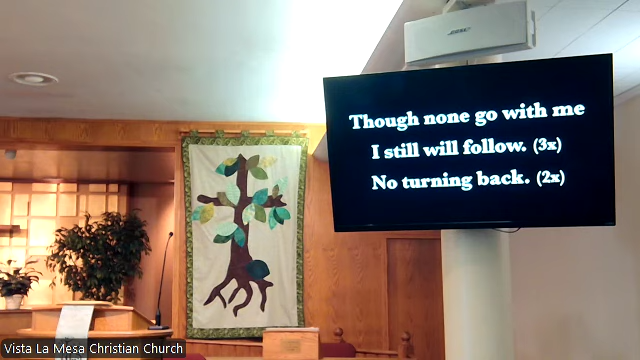 BOSE
Though none go with me
I still will follow. (3x)
No turning back. (2x)
Vista La Mesa Christian Church